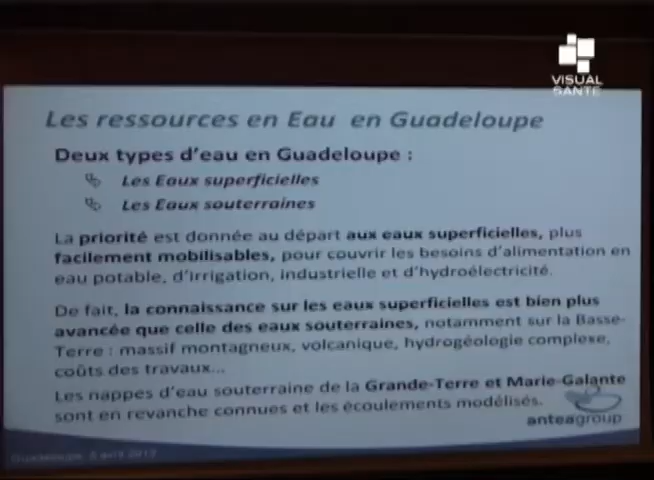 VISUAL
SANTE
Les ressources en Eau en Guadeloupe
Deux types d'eau en Guadeloupe :
Les Eaux superficielles
Les Eaux souterraines
La priorité est donnée au départ aux eaux superficielles, plus
facilement mobilisables, pour couvrir les besoins d'alimentation en
eau potable, d'irrigation, industrielle et d'hydroélectricité.
De fait, la connaissance sur les eaux superficielles est bien plus
avancée que celle des eaux souterraines, notamment sur la Basse-
Terre : massif montagneux, volcanique, hydrogéologie complexe,
coûts des travaux...
Les nappes d'eau souterraine de la Grande-Terre et Marie-Galante
sont en revanche connues et les écoulements modélisés.
anteagroup
Guadeloupe, avril